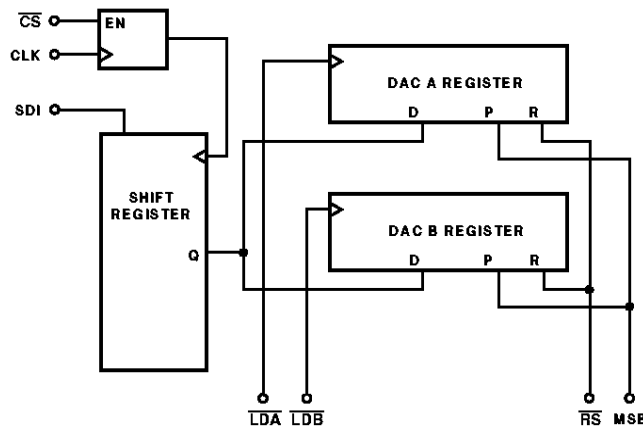 CS
EN
CLK
SDI
SHIFT
REGISTER
Q
DAC A REGISTER
D P R
DAC B REGISTER
D P R
LDA LDB RS MSB